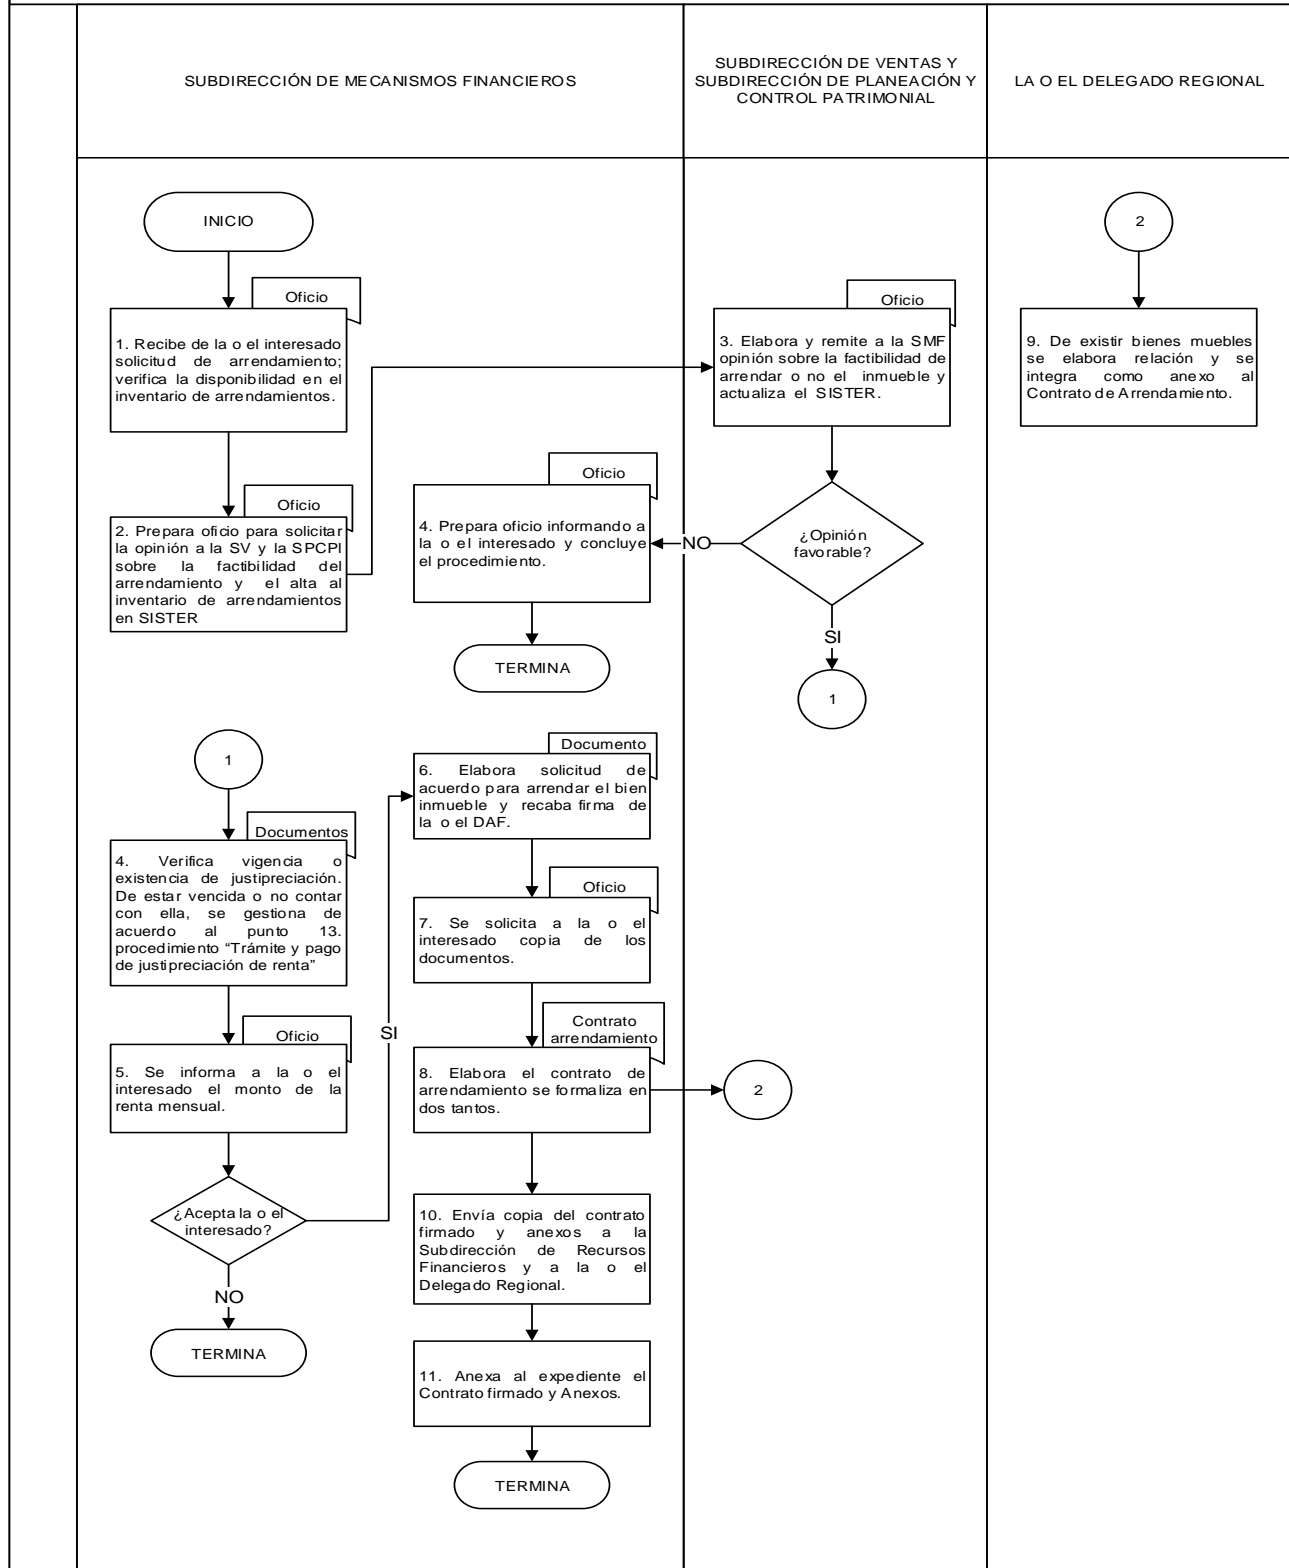 SUBDIRECCIÓN DE MECANISMOS FINANCIEROS
SUBDIRECCIÓN DE VENTAS Y
SUBDIRECCIÓN DE PLANEACIÓN Y
CONTROL PATRIMONIAL
LA O EL DELEGADO REGIONAL
INICIO
Oficio
1. Recibe de la o el interesado
solicitud de arrendamiento;
verifica la disponibilidad en el
inventario de arrendamientos.
Oficio
2. Prepara oficio para solicitar
la opinión a la SV y la SPCPI
sobre la factibilidad del
arrendamiento y el alta al
inventario de arrendamientos
en SISTER
Oficio
3. Elabora y remite a la SMF
opinión sobre la factibilidad de
arrendar o no el inmueble y
actualiza el SISTER.
¿Opinión
favorable?
NO
SI
1
Oficio
4. Prepara oficio informando a
la o el interesado y concluye
el procedimiento.
TERMINA
1
Documentos
4. Verifica vigencia o
existencia de justipreciación.
De estar vencida o no contar
con ella, se gestiona de
acuerdo al punto 13.
procedimiento “Trámite y pago
de justipreciación de renta”
Oficio
5. Se informa a la o el
interesado el monto de la
renta mensual.
¿Acepta la o el
interesado?
SI
NO
TERMINA
Documento
6. Elabora solicitud de
acuerdo para arrendar el bien
inmueble y recaba firma de
la o el DAF.
Oficio
7. Se solicita a la o el
interesado copia de los
documentos.
Contrato
arrendamiento
8. Elabora el contrato de
arrendamiento se formaliza en
dos tantos.
2
2
9. De existir bienes muebles
se elabora relación y se
integra como anexo al
Contrato de Arrendamiento.
10. Envía copia del contrato
firmado y anexos a la
Subdirección de Recursos
Financieros y a la o el
Delegado Regional.
11. Anexa al expediente el
Contrato firmado y Anexos.
TERMINA